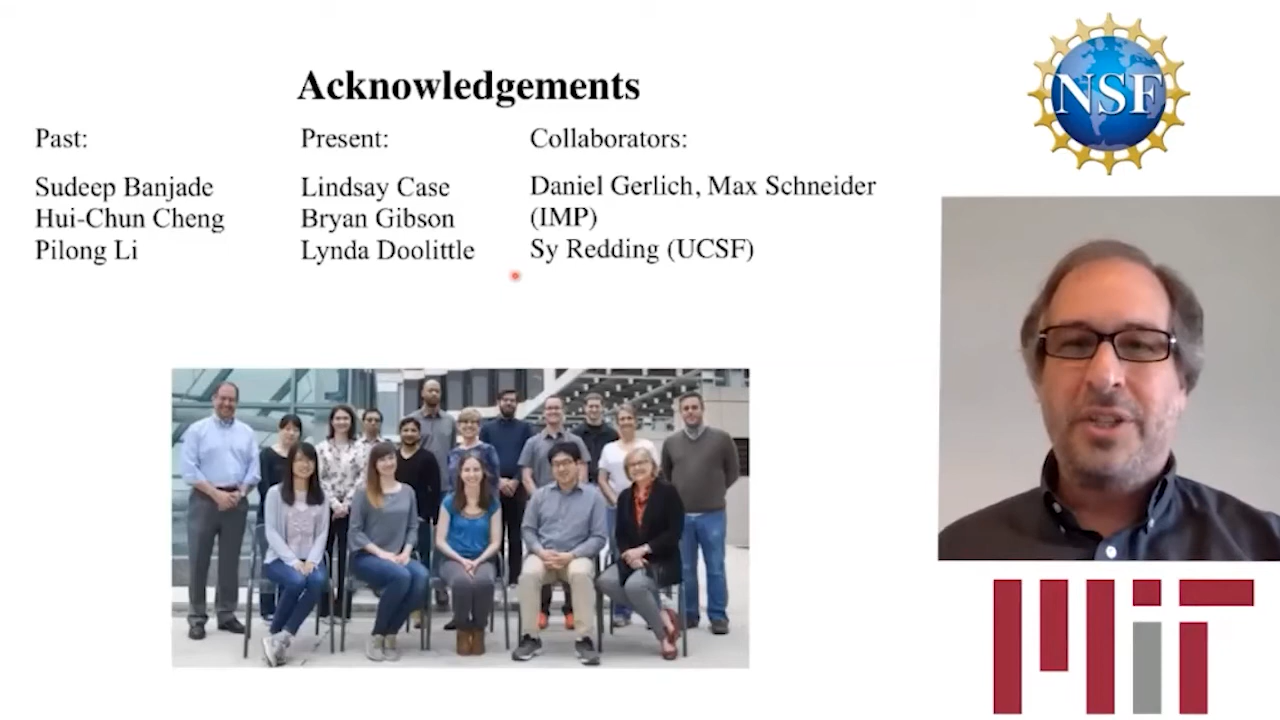 Acknowledgements
Past:
Sudeep Banjade
Hui-Chun Cheng
Pilong Li
Present:
Lindsay Case
Bryan Gibson
Lynda Doolittle
Collaborators:
Daniel Gerlich, Max Schneider
(IMP)
Sy Redding (UCSF)
NSF
MIT